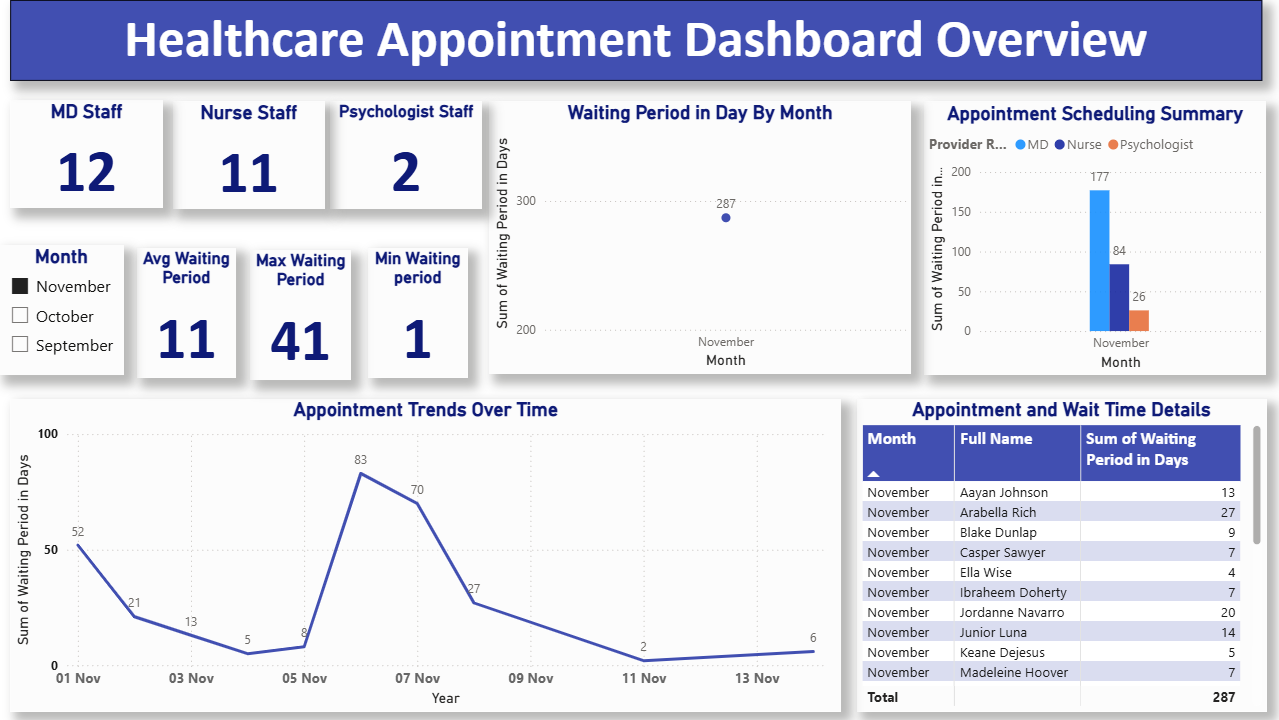 Healthcare Appointment Dashboard Overview
MD Staff
12
Nurse Staff
11
Psychologist Staff
2
Month
November
October
September
Avg Waiting
Period
11
Max Waiting
Period
41
Min Waiting
period
1
Waiting Period in Day By Month
Sum of Waiting Period in Days
300
200
287
November
Month
Appointment Scheduling Summary
Provider R... MD Nurse Psychologist
Sum of Waiting Period in...
200
150
100
50
0
177
84
26
November
Month
Appointment Trends Over Time
Sum of Waiting Period in Days
100
50
0
52
21
13
5
8
83
70
27
2
6
01 Nov 03 Nov 05 Nov 07 Nov 09 Nov 11 Nov 13 Nov
Year
Appointment and Wait Time Details
Month Full Name Sum of Waiting
Period in Days
November Aayan Johnson 13
November Arabella Rich 27
November Blake Dunlap 9
November Casper Sawyer 7
November Ella Wise 4
November Ibraheem Doherty 7
November Jordanne Navarro 20
November Junior Luna 14
November Keane Dejesus 5
November Madeleine Hoover 7
Total 287